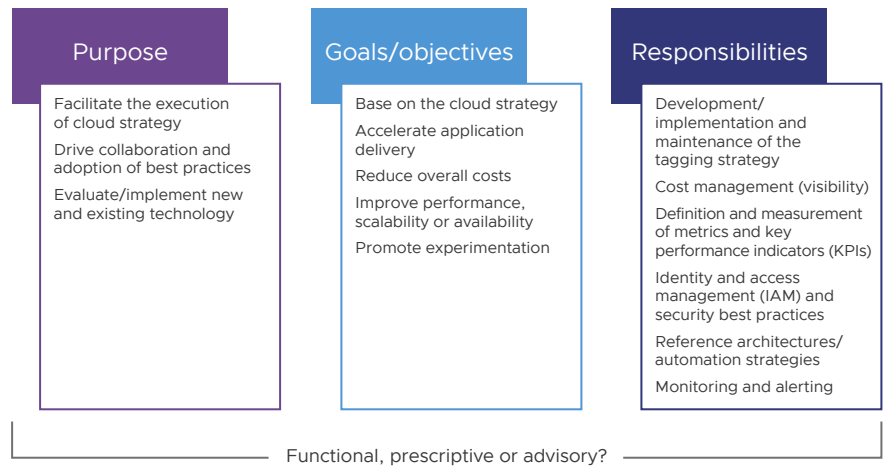 Purpose
Facilitate the execution
of cloud strategy
Drive collaboration and
adoption of best practices
Evaluate/implement new
and existing technology
Goals/objectives
Base on the cloud strategy
Accelerate application
delivery
Reduce overall costs
Improve performance,
scalability or availability
Promote experimentation
Responsibilities
Development/
implementation and
maintenance of the
tagging strategy
Cost management (visibility)
Definition and measurement
of metrics and key
performance indicators (KPIs)
Identity and access
management (IAM) and
security best practices
Reference architectures/
automation strategies
Monitoring and alerting
Functional, prescriptive or advisory?